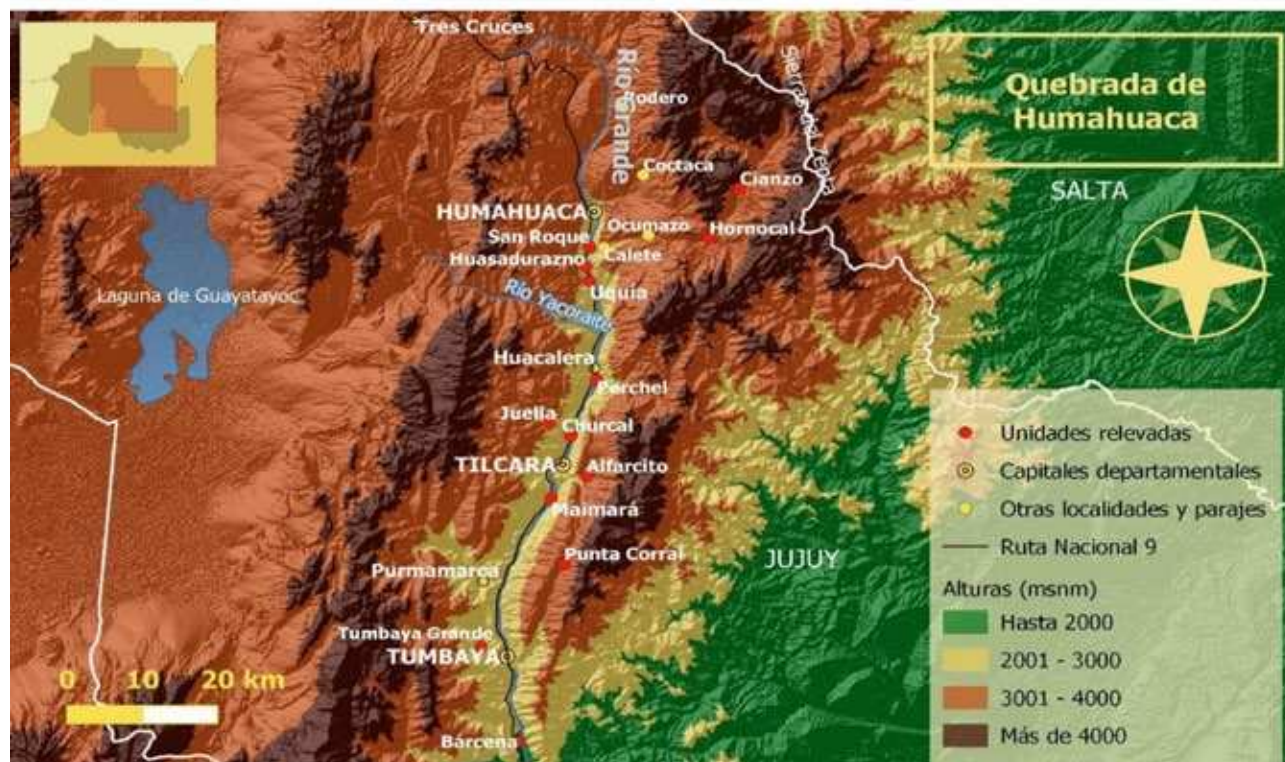 Tres Cruces
Río Grande
Rodero
Quebrada de
Humahuaca
Coctaca
Cianzo
SALTA
HUMAHUACA
Ocumazo
Hornocal
San Roque
Calete
Huasadurazno
Uquía
Laguna de Guayatayoc
Río Yacoraite
Huacalera
Perchel
Juella
Churcal
TILCARA
Alfarcito
Maimará
Punta Corral
JUJUY
Purmamarca
Tumbaya Grande
TUMBAYA
Bárcena
0 10 20 km
Unidades relevadas
Capitales departamentales
Otras localidades y parajes
Ruta Nacional 9
Alturas (msnm)
Hasta 2000
2001 - 3000
3001 - 4000
Más de 4000